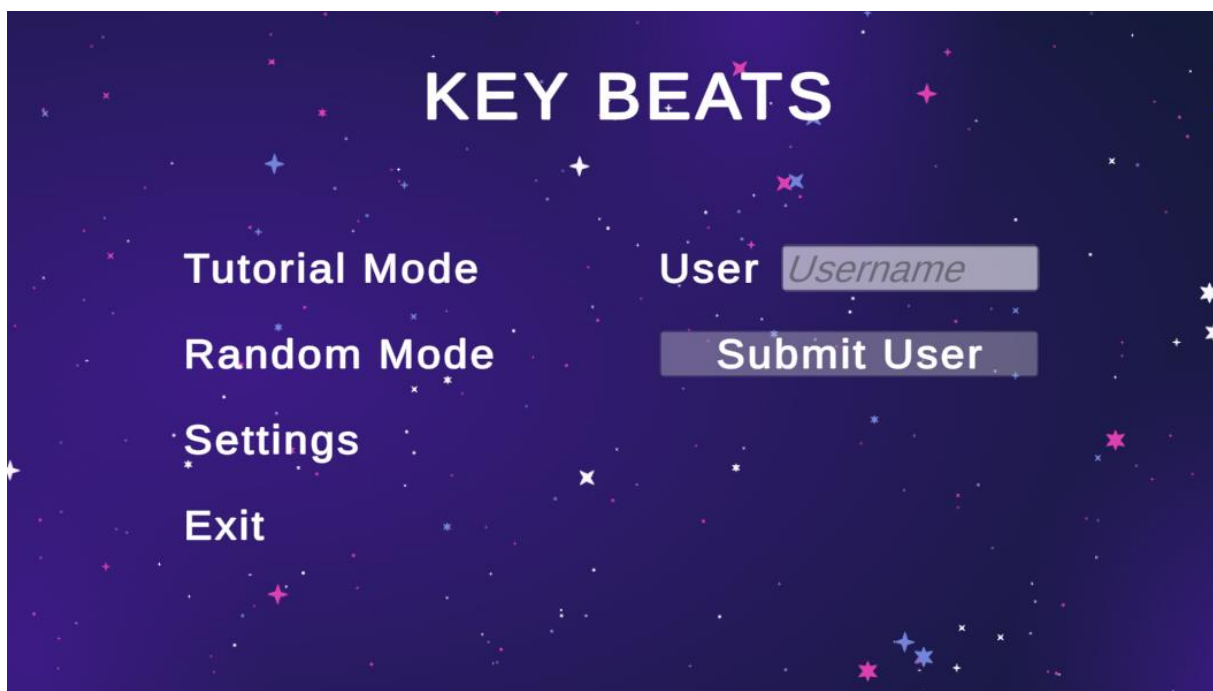 KEY BEATS
Tutorial Mode
Random Mode
Settings
Exit
User Username
Submit User